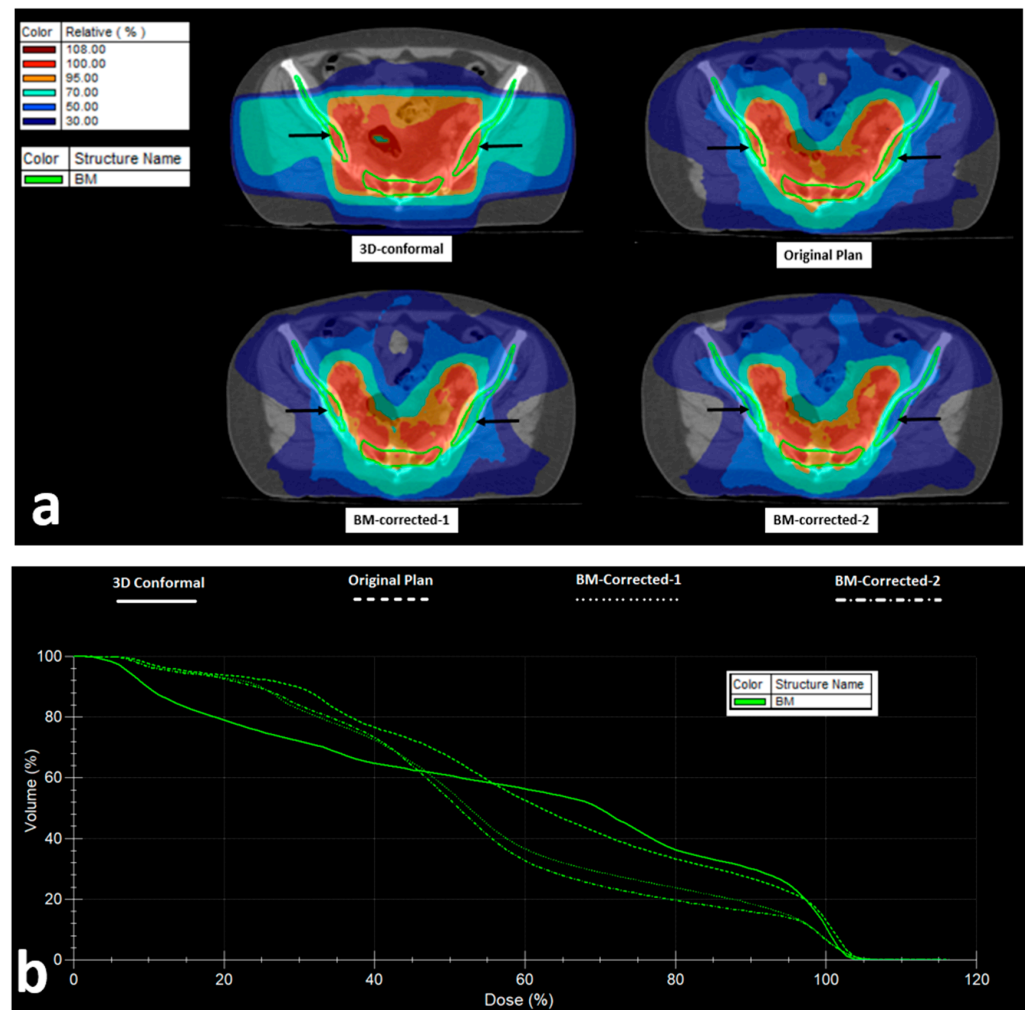 Color Relative ( % )
108.00
100.00
95.00
70.00
50.00
30.00
Color Structure Name
BM
3D-conformal
Original Plan
BM-corrected-1
BM-corrected-2
a
3D Conformal
Original Plan
BM-Corrected-1
BM-Corrected-2
Color Structure Name
BM
100
80
60
40
20
0
Volume (%)
0 20 40 60 80 100 120
Dose (%)
b